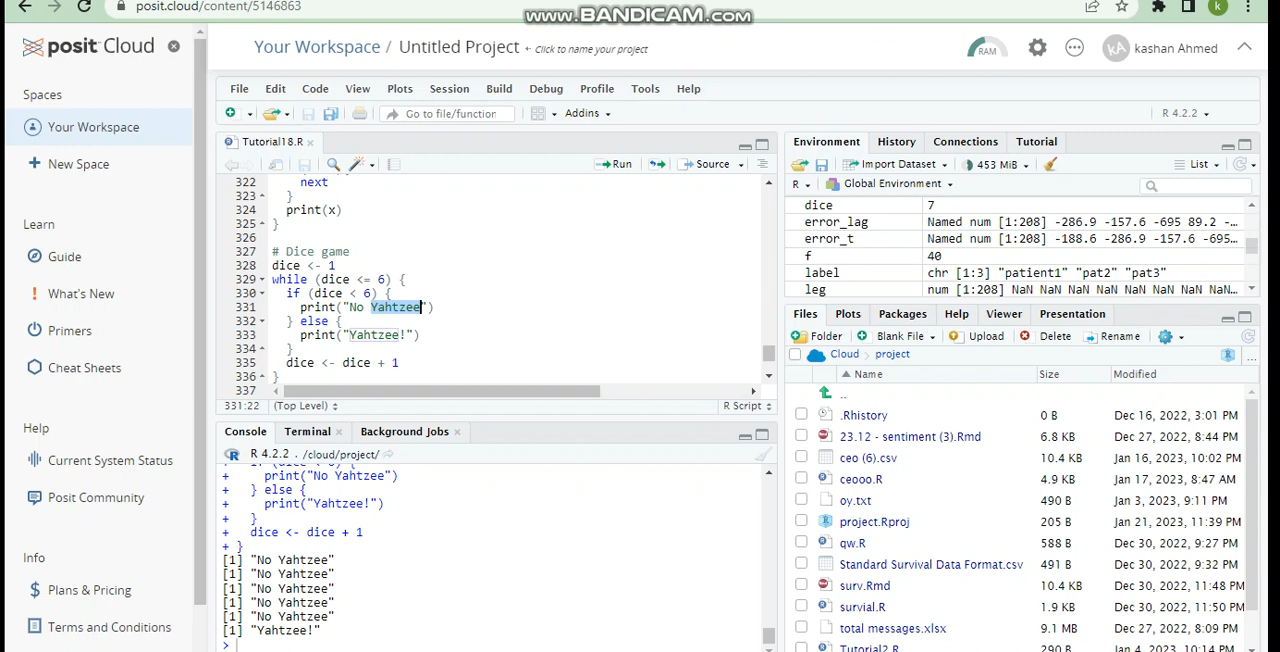 posit.cloud/content/5146863
www.BANDICAM.com
k
posit Cloud
Your Workspace / Untitled Project
← Click to name your project
RAM
KA
kashan Ahmed
Spaces
Your Workspace
New Space
Learn
Guide
What's New
Primers
Cheat Sheets
Help
Current System Status
Posit Community
Info
Plans & Pricing
Terms and Conditions
File Edit Code View Plots Session Build Debug Profile Tools Help
Go to file/function
Addins
R 4.2.2
Tutorial18.R
Run
Source
322 next
323 }
324 print(x)
325 }
326
327 # Dice game
328 dice <- 1
329 while (dice <= 6) {
330 if (dice < 6) {
331 print("No Yahtzee")
332 } else {
333 print("Yahtzee!")
334 }
335 dice <- dice + 1
336 }
337
331:22 (Top Level) R Script
Console Terminal Background Jobs
R 4.2.2 . /cloud/project/
+ if (dice < 6) {
+ print("No Yahtzee")
+ } else {
+ print("Yahtzee!")
+ }
+ dice <- dice + 1
+ }
[1] "No Yahtzee"
[1] "No Yahtzee"
[1] "No Yahtzee"
[1] "No Yahtzee"
[1] "No Yahtzee"
[1] "Yahtzee!"
>
Environment History Connections Tutorial
Import Dataset 453 MiB List
R Global Environment
dice 7
error_lag Named num [1:208] -286.9 -157.6 -695 89.2 -…
error_t Named num [1:208] -188.6 -286.9 -157.6 -695…
f 40
label chr [1:3] "patient1" "pat2" "pat3"
leg num [1:208] NaN NaN NaN NaN NaN NaN NaN NaN…
Files Plots Packages Help Viewer Presentation
Folder Blank File Upload Delete Rename
Cloud project
Name Size Modified
..
.Rhistory 0 B Dec 16, 2022, 3:01 PM
23.12 - sentiment (3).Rmd 6.8 KB Dec 27, 2022, 8:44 PM
ceo (6).csv 10.4 KB Jan 16, 2023, 10:02 PM
ceooo.R 4.9 KB Jan 17, 2023, 8:47 AM
oy.txt 490 B Jan 3, 2023, 9:11 PM
project.Rproj 205 B Jan 21, 2023, 11:39 PM
qw.R 588 B Dec 30, 2022, 9:27 PM
Standard Survival Data Format.csv 491 B Dec 30, 2022, 9:32 PM
surv.Rmd 10.4 KB Dec 30, 2022, 11:48 PM
survial.R 1.9 KB Dec 30, 2022, 11:50 PM
total messages.xlsx 9.1 MB Dec 27, 2022, 8:09 PM
Tutorial2.R 290 B Jan 4, 2023, 10:14 PM